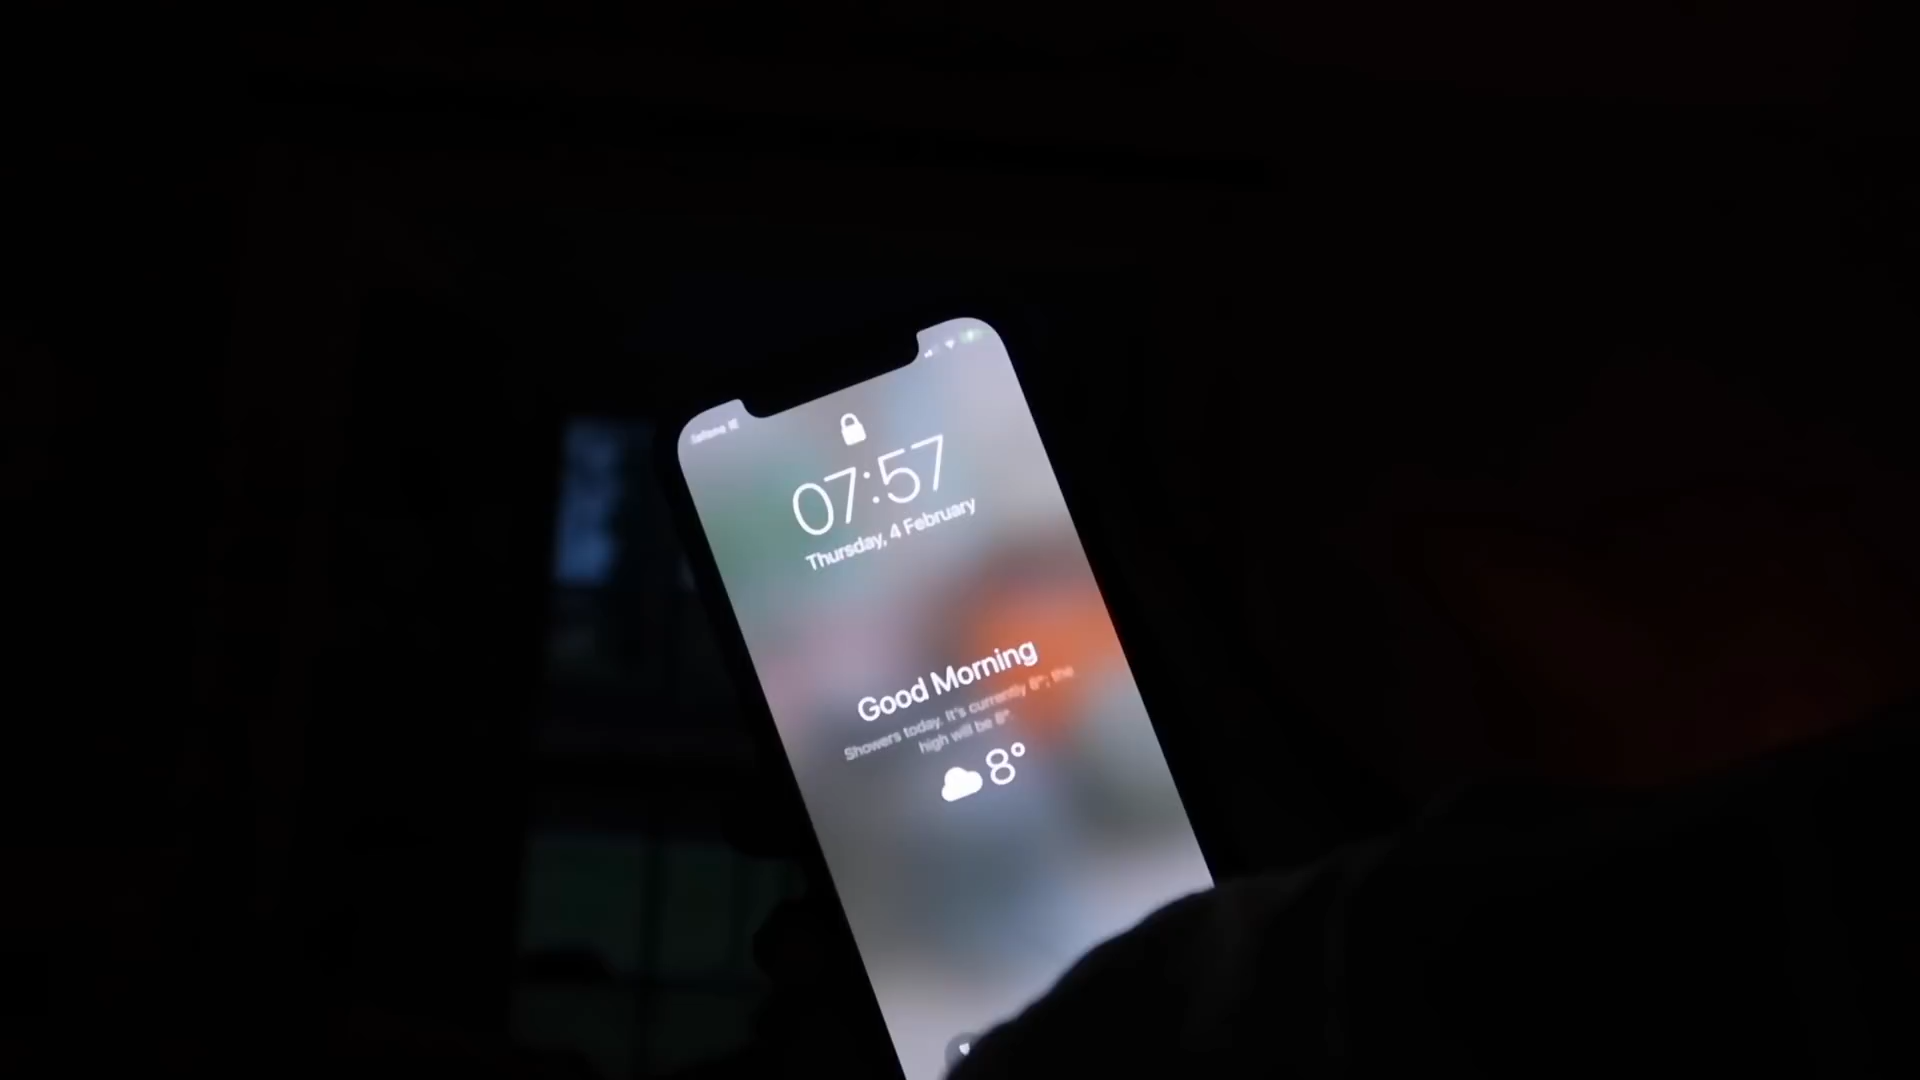 07:57
Thursday, 4 February
Good Morning
Showers today. It's currently 8°; the
high will be 8°.
8°